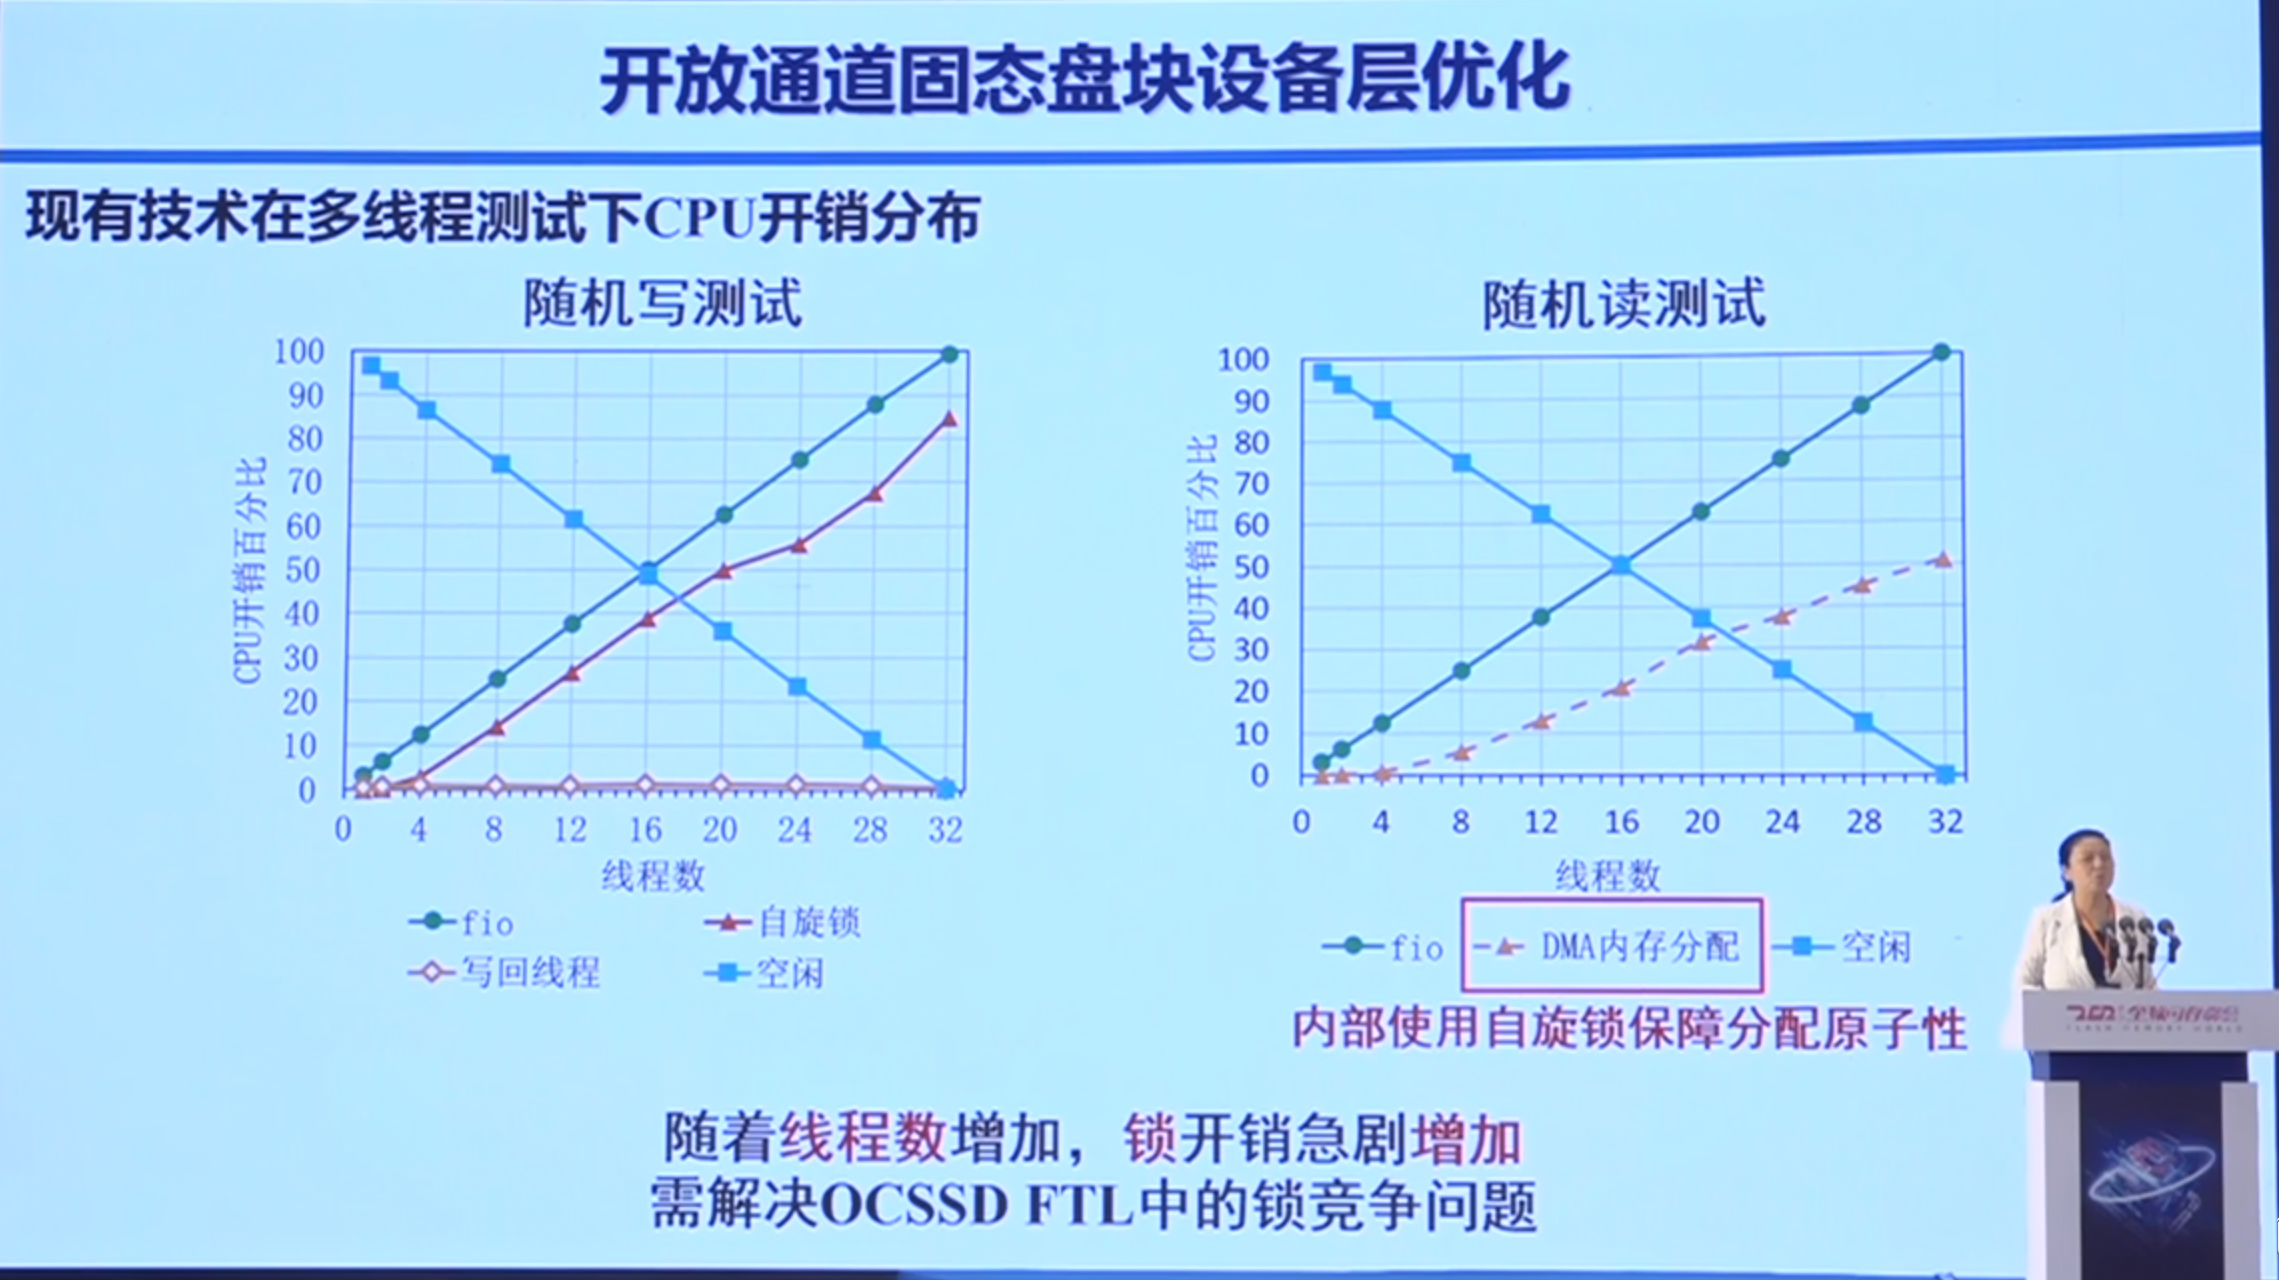 开放通道固态盘块设备层优化
现有技术在多线程测试下CPU开销分布
随机写测试
100
90
80
70
60
50
40
30
20
10
0
CPU开销百分比
0 4 8 12 16 20 24 28 32
线程数
fio 自旋锁
写回线程 空闲
随机读测试
100
90
80
70
60
50
40
30
20
10
0
CPU开销百分比
0 4 8 12 16 20 24 28 32
线程数
fio DMA内存分配 空闲
内部使用自旋锁保障分配原子性
随着线程数增加，锁开销急剧增加
需解决OCSSD FTL中的锁竞争问题